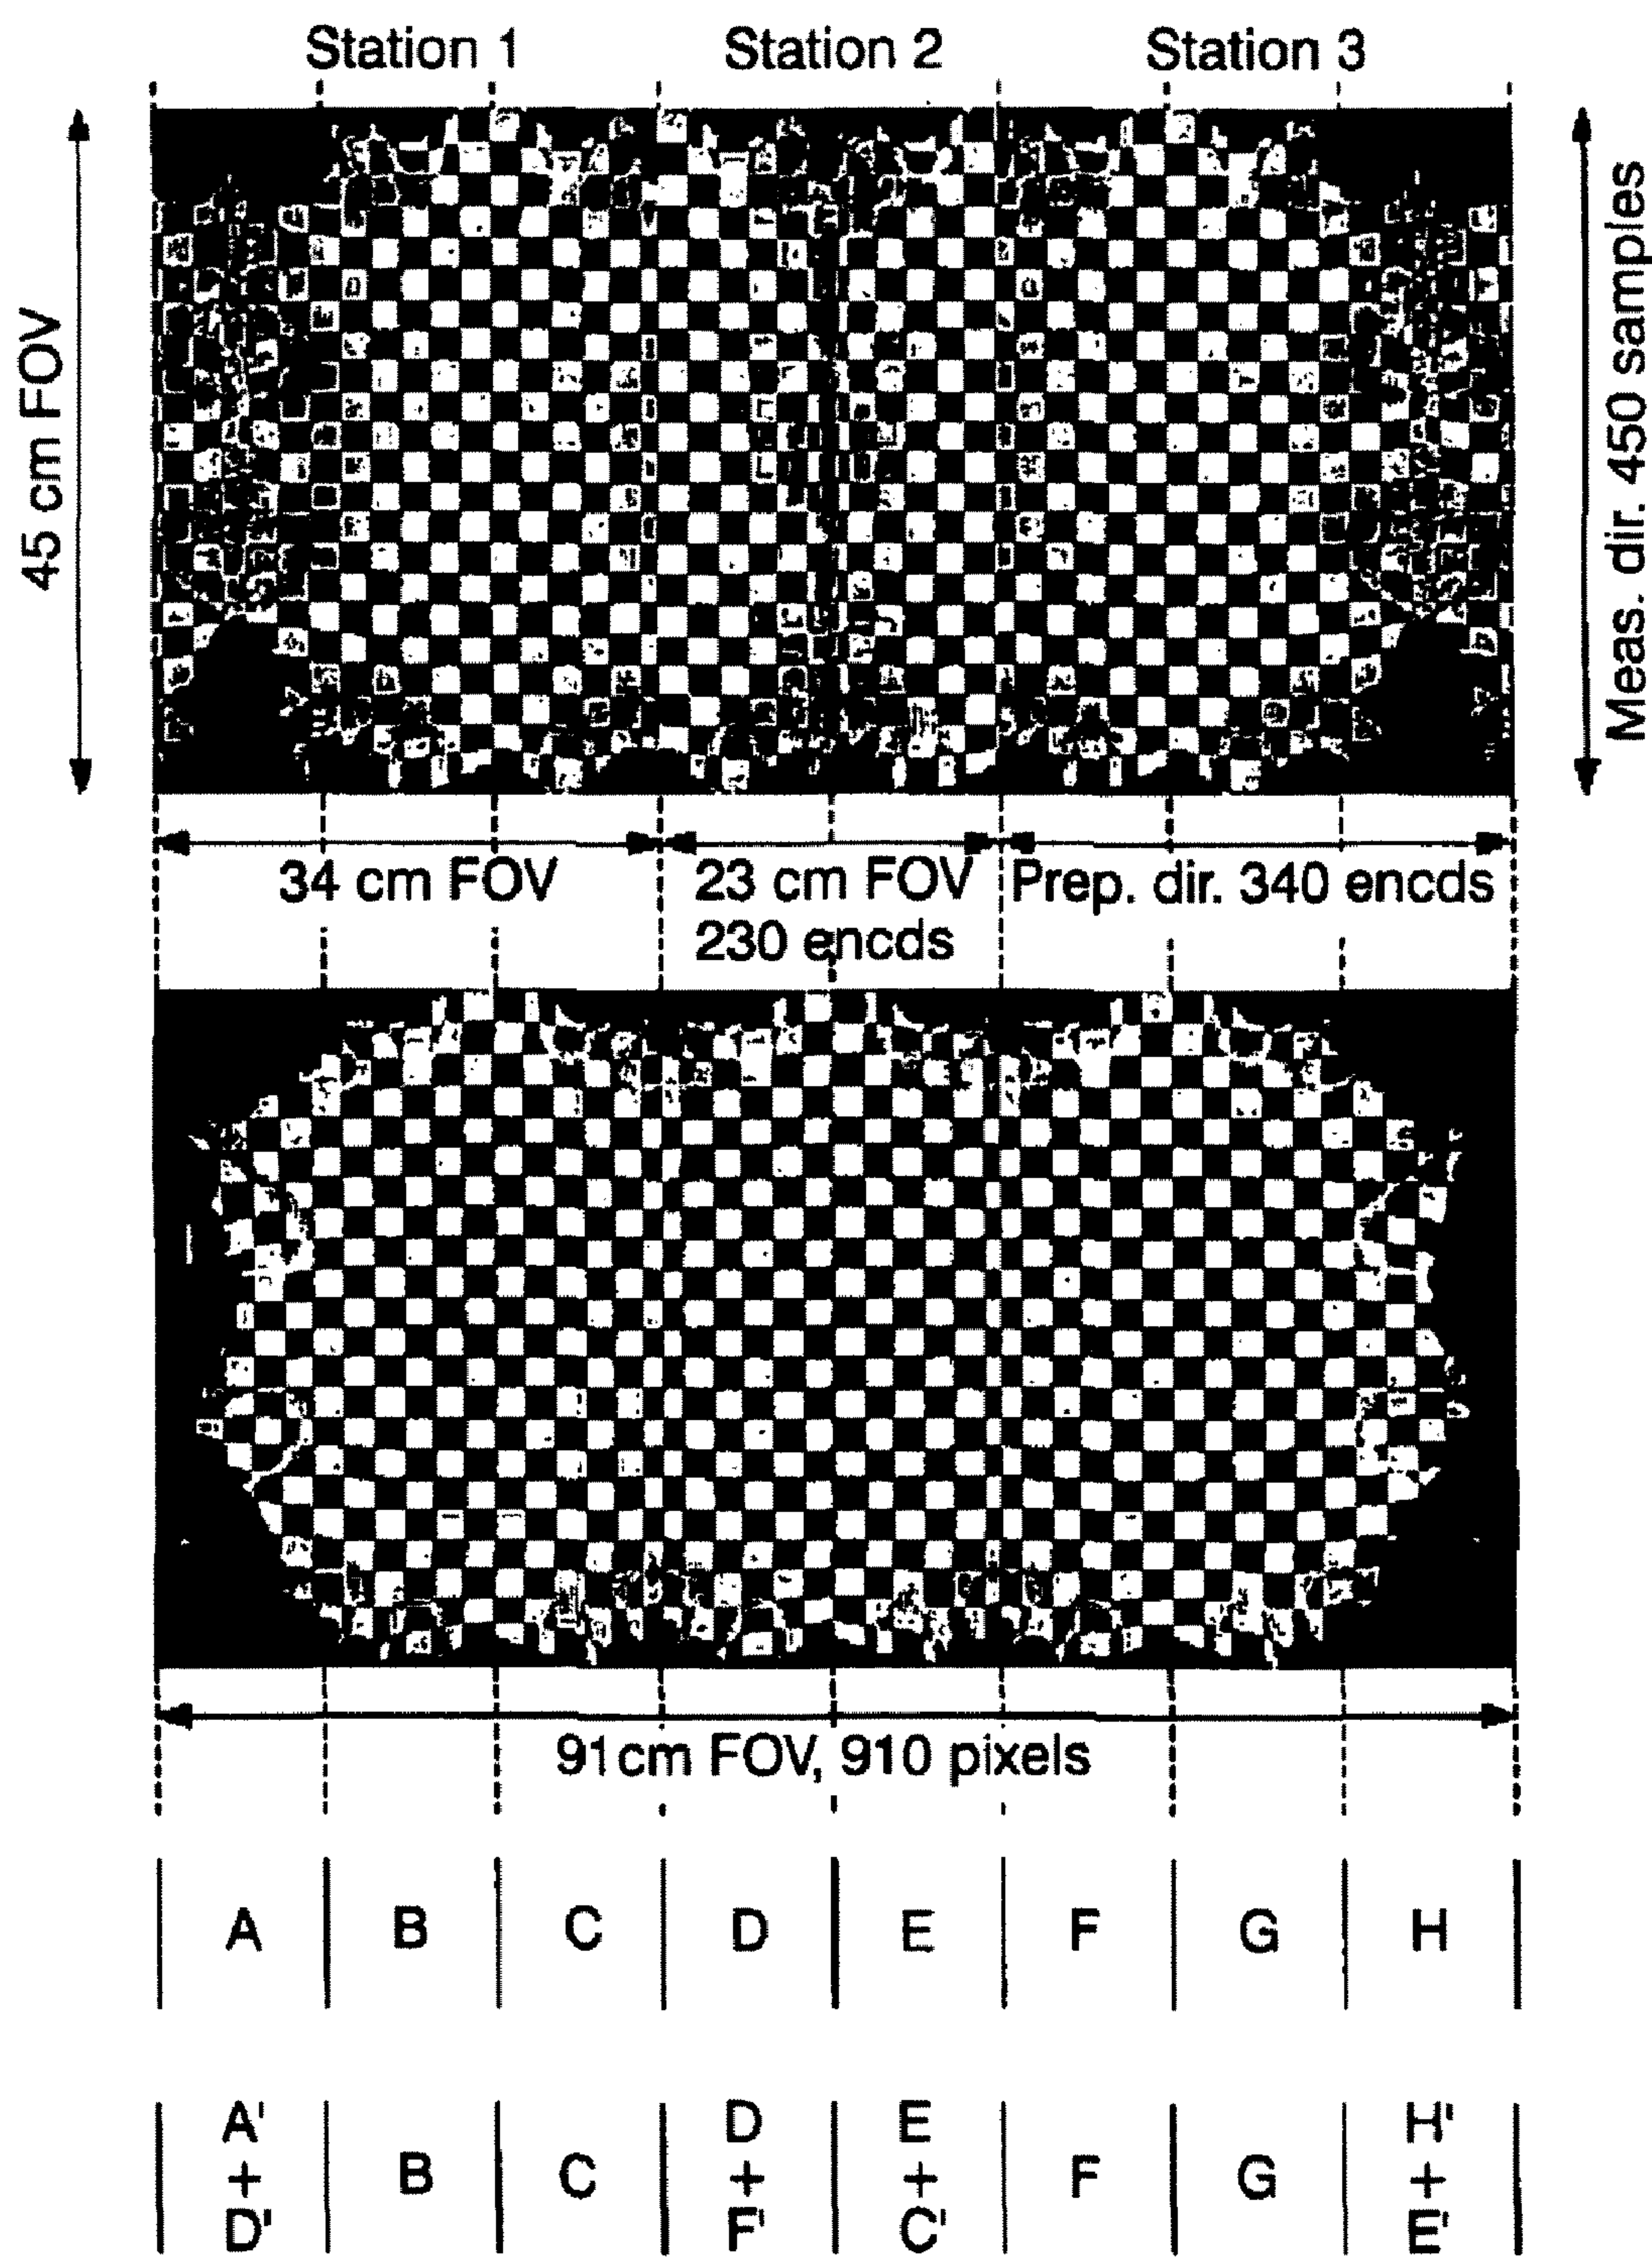 Station 1 Station 2 Station 3
45 cm FOV
Meas. dir. 450 samples
34 cm FOV 23 cm FOV Prep. dir. 340 encds
230 encds
91cm FOV, 910 pixels
A B C D E F G H
A' D E H'
+ B C + + F G +
D' F' C' E'